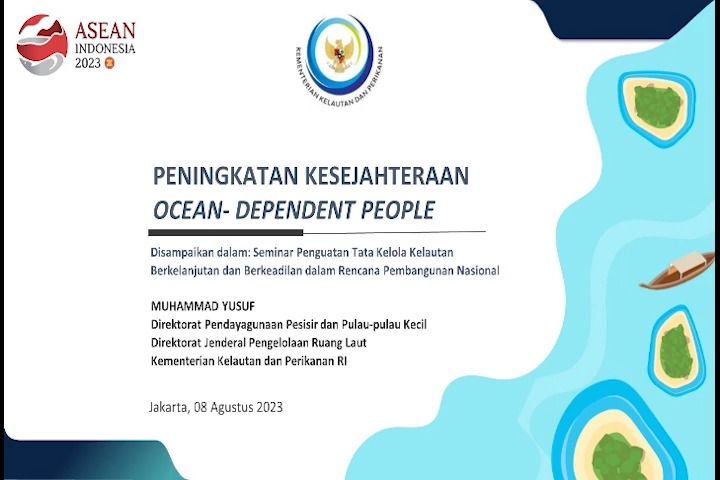 ASEAN
INDONESIA
2023
KEMENTERIAN KELAUTAN DAN PERIKANAN
PENINGKATAN KESEJAHTERAAN
OCEAN- DEPENDENT PEOPLE
Disampaikan dalam: Seminar Penguatan Tata Kelola Kelautan
Berkelanjutan dan Berkeadilan dalam Rencana Pembangunan Nasional
MUHAMMAD YUSUF
Direktorat Pendayagunaan Pesisir dan Pulau-pulau Kecil
Direktorat Jenderal Pengelolaan Ruang Laut
Kementerian Kelautan dan Perikanan RI
Jakarta, 08 Agustus 2023